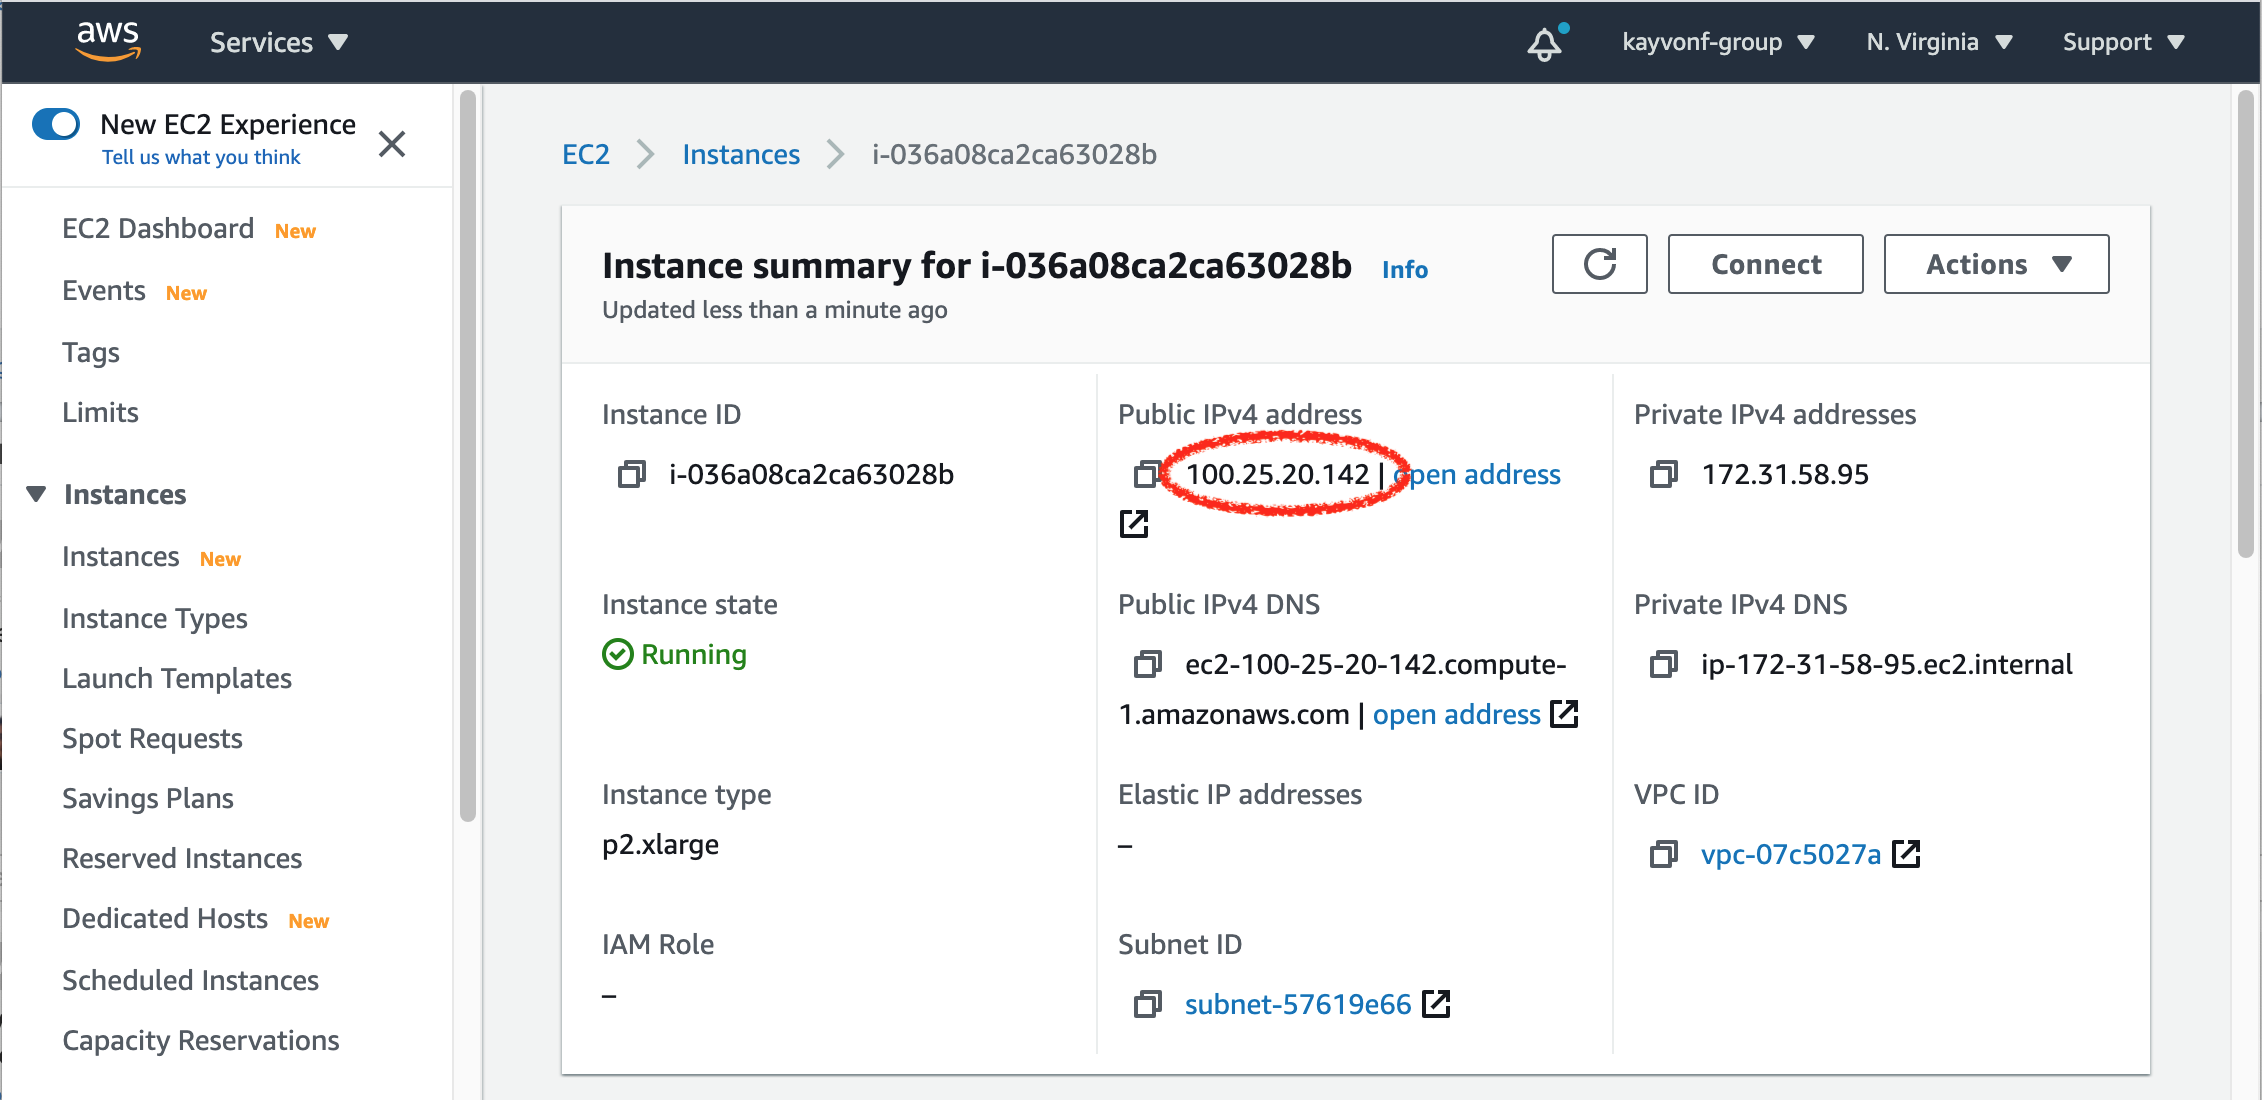 aws Services kayvonf-group N. Virginia Support
New EC2 Experience
Tell us what you think
EC2 Dashboard New
Events New
Tags
Limits
Instances
Instances New
Instance Types
Launch Templates
Spot Requests
Savings Plans
Reserved Instances
Dedicated Hosts New
Scheduled Instances
Capacity Reservations
EC2 Instances i-036a08ca2ca63028b
Instance summary for i-036a08ca2ca63028b Info
Updated less than a minute ago
Connect
Actions
Instance ID
i-036a08ca2ca63028b
Public IPv4 address
100.25.20.142 | open address
Private IPv4 addresses
172.31.58.95
Instance state
Running
Public IPv4 DNS
ec2-100-25-20-142.compute-
1.amazonaws.com | open address
Private IPv4 DNS
ip-172-31-58-95.ec2.internal
Instance type
p2.xlarge
Elastic IP addresses
–
VPC ID
vpc-07c5027a
IAM Role
–
Subnet ID
subnet-57619e66